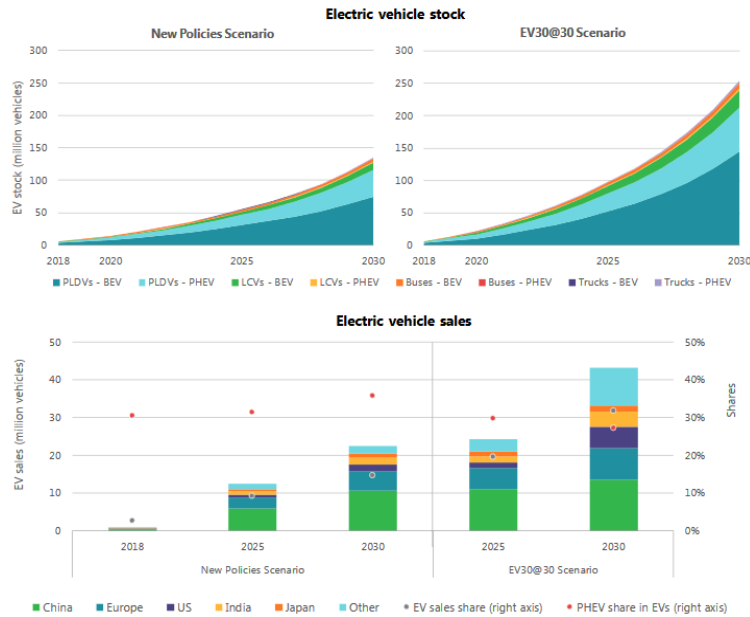 Electric vehicle stock
New Policies Scenario
EV30@30 Scenario
EV stock (million vehicles)
300
250
200
150
100
50
0
2018 2020 2025 2030
300
250
200
150
100
50
0
2018 2020 2025 2030
PLDVs - BEV PLDVs - PHEV LCVs - BEV LCVs - PHEV Buses - BEV Buses - PHEV Trucks - BEV Trucks - PHEV
Electric vehicle sales
EV sales (million vehicles)
50
40
30
20
10
0
50%
40%
30%
20%
10%
0%
Shares
2018 2025 2030 2025 2030
New Policies Scenario EV30@30 Scenario
China Europe US India Japan Other EV sales share (right axis) PHEV share in EVs (right axis)